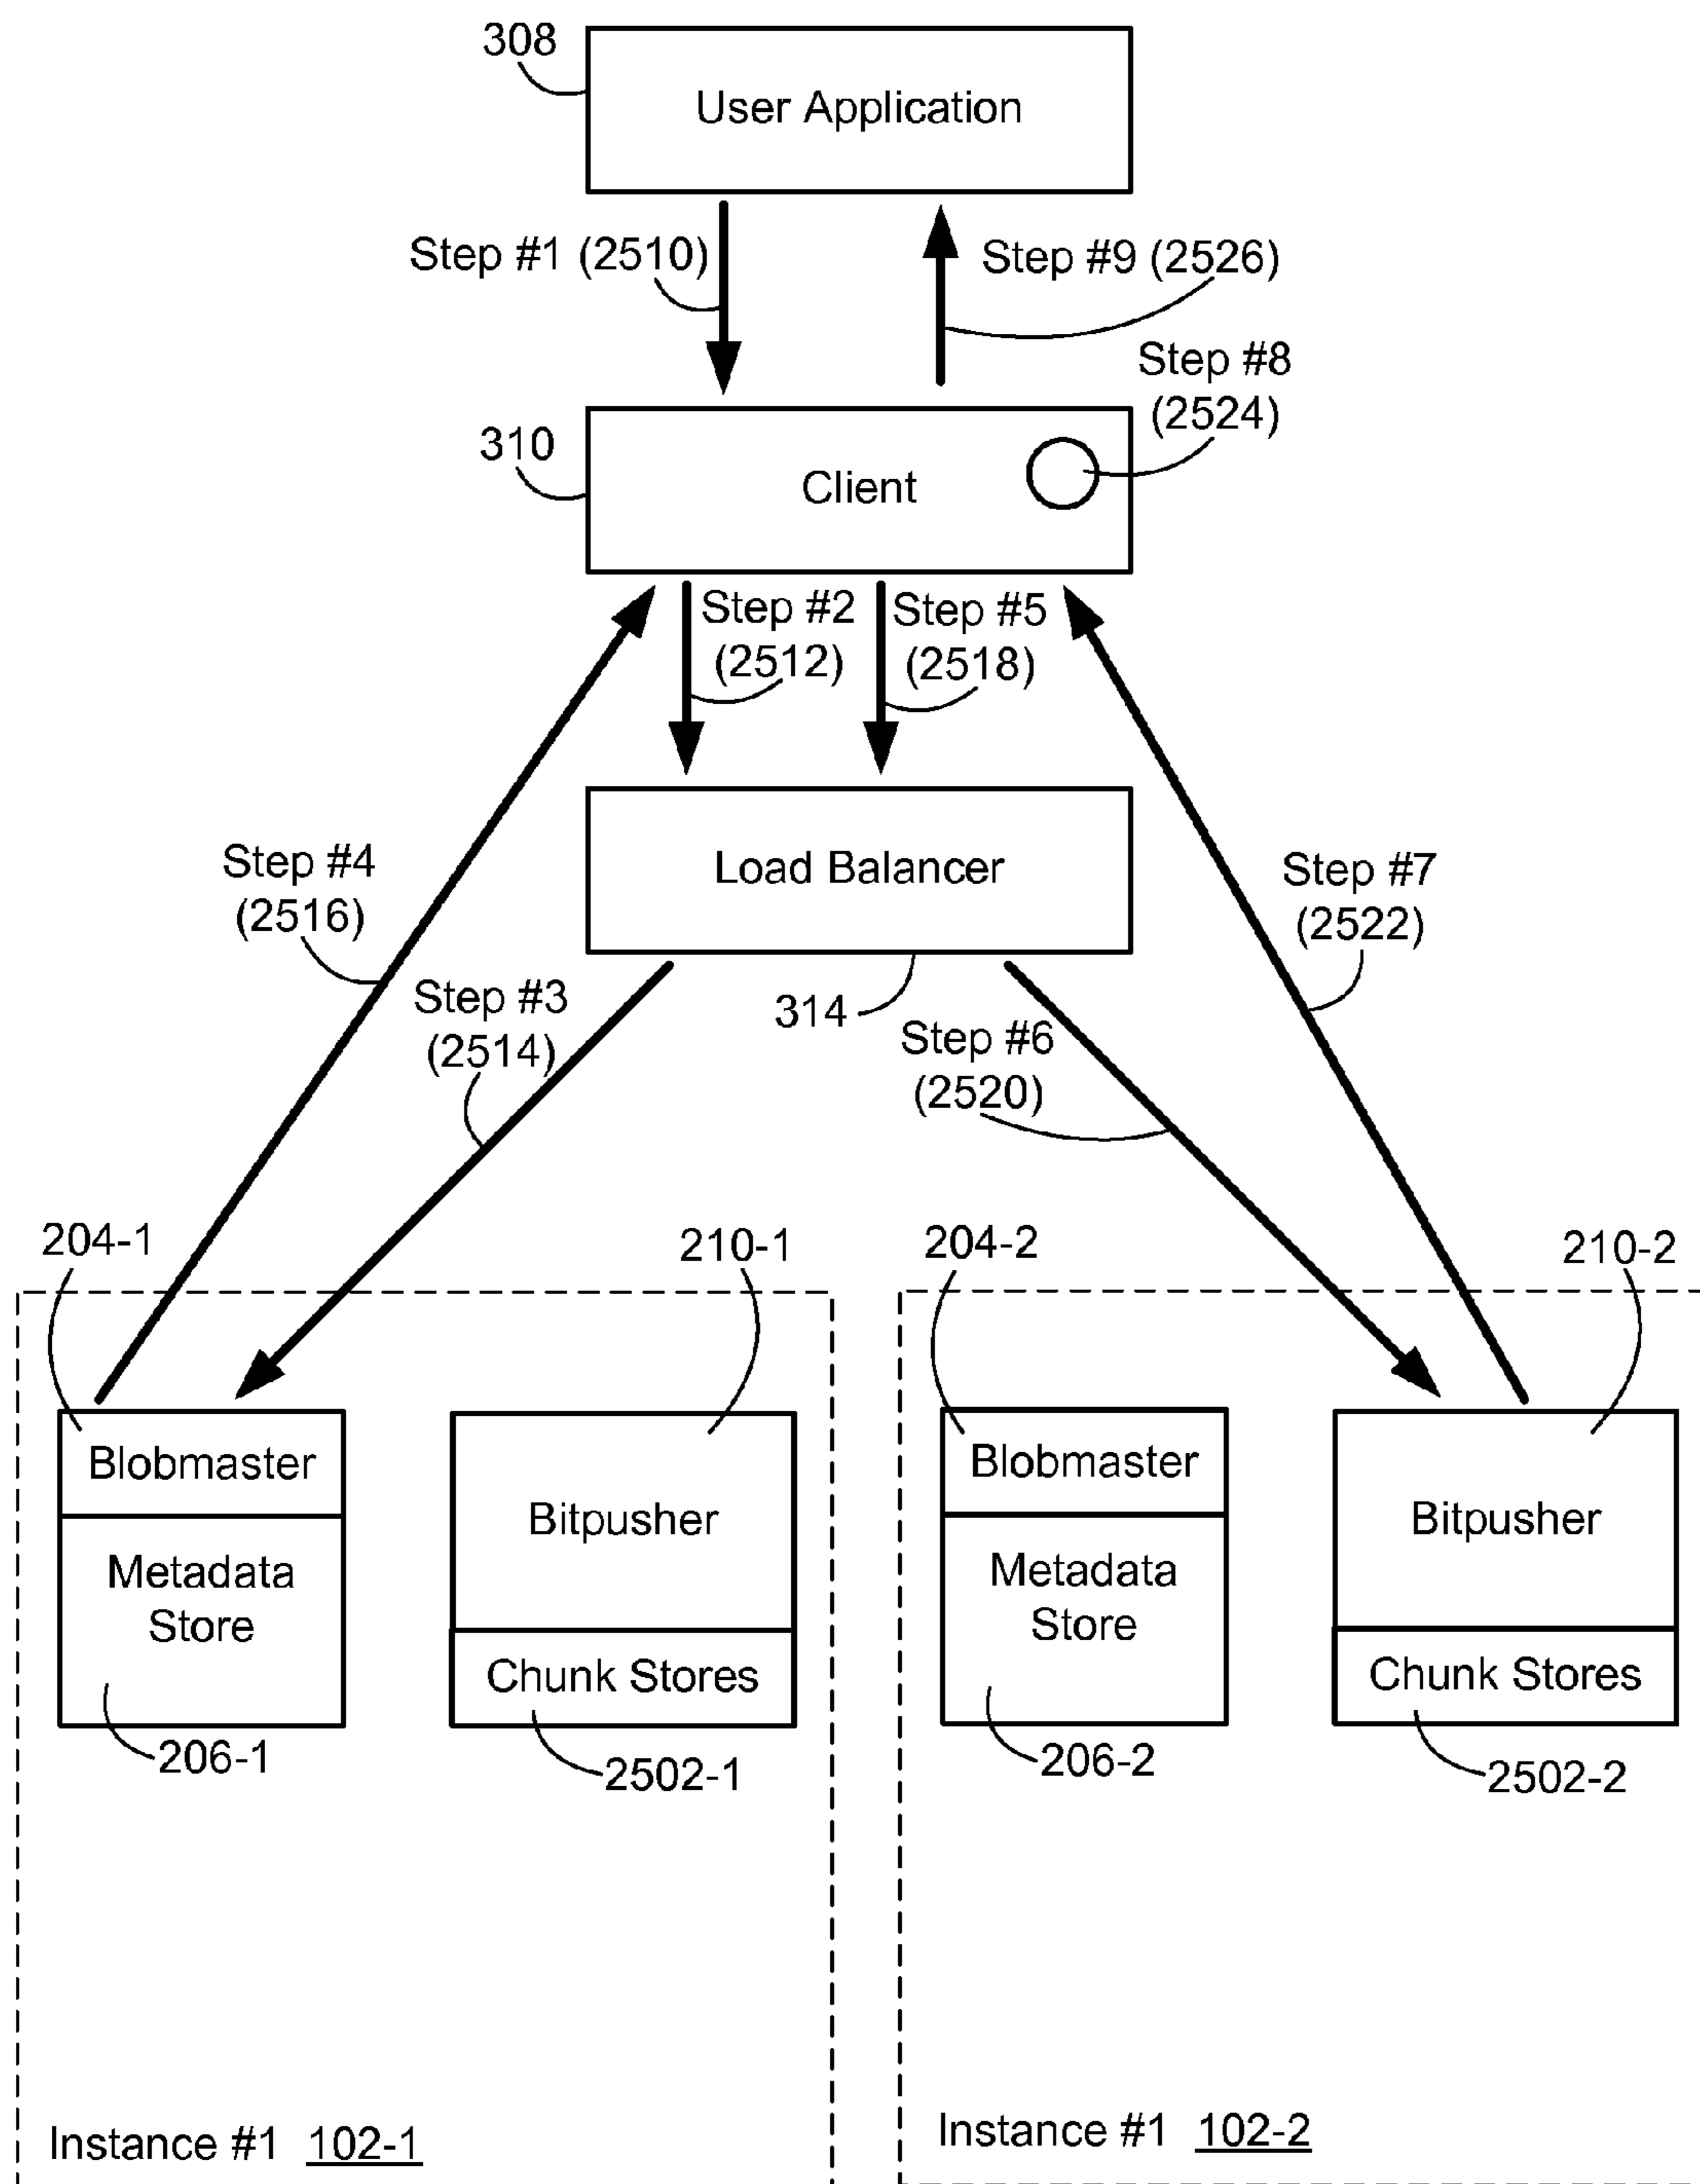 308
User Application
Step #1 (2510)
Step #9 (2526)
Step #8
(2524)
310
Client
Step #2
(2512)
Step #5
(2518)
Load Balancer
Step #4
(2516)
Step #7
(2522)
Step #3
(2514)
314
Step #6
(2520)
204-1
210-1
204-2
210-2
Blobmaster
Metadata
Store
Bitpusher
Chunk Stores
Blobmaster
Metadata
Store
Bitpusher
Chunk Stores
206-1
2502-1
206-2
2502-2
Instance #1 102-1
Instance #1 102-2